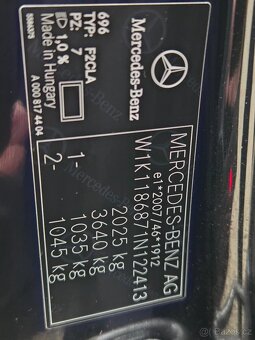 MERCEDES-BENZ AG
e1*2007/46*1912
W1K1186871N122413
2025 kg
3640 kg
1- 1035 kg
2- 1045 kg
Mercedes-Benz
696
TYP: F2CLA
PZ: 7
ID 1,0 %
Made in Hungary
A 000 817 44 04